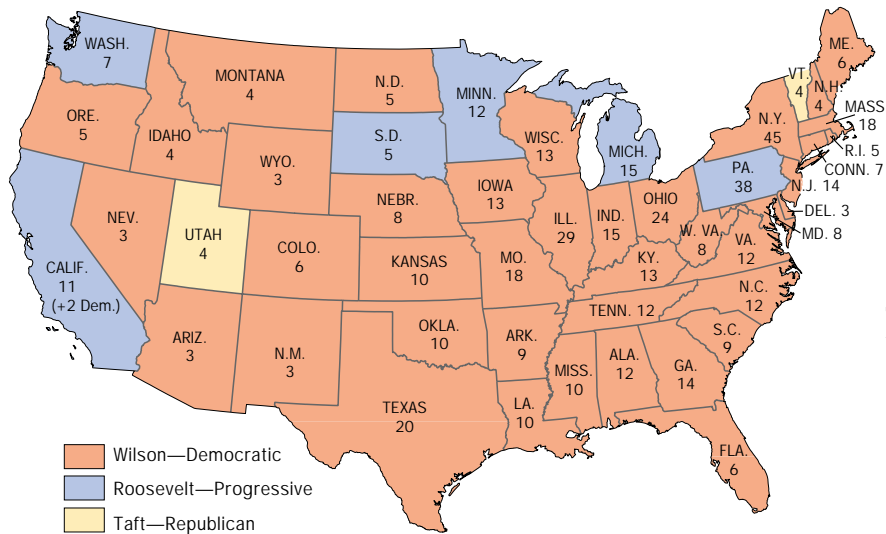 WASH.
7
ORE.
5
CALIF.
11
(+2 Dem.)
NEV.
3
IDAHO
4
MONTANA
4
WYO.
3
UTAH
4
ARIZ.
3
COLO.
6
N.M.
3
N.D.
5
S.D.
5
NEBR.
8
KANSAS
10
OKLA.
10
TEXAS
20
MINN.
12
IOWA
13
MO.
18
ARK.
9
LA.
10
WISC.
13
ILL.
29
MICH.
15
IND.
15
OHIO
24
KY.
13
TENN. 12
MISS.
10
ALA.
12
GA.
14
FLA.
6
S.C.
9
N.C.
12
VA.
12
W. VA.
8
PA.
38
N.Y.
45
VT.
4
N.H.
4
ME.
6
MASS
18
R.I. 5
CONN. 7
N.J. 14
DEL. 3
MD. 8
Wilson—Democratic
Roosevelt—Progressive
Taft—Republican